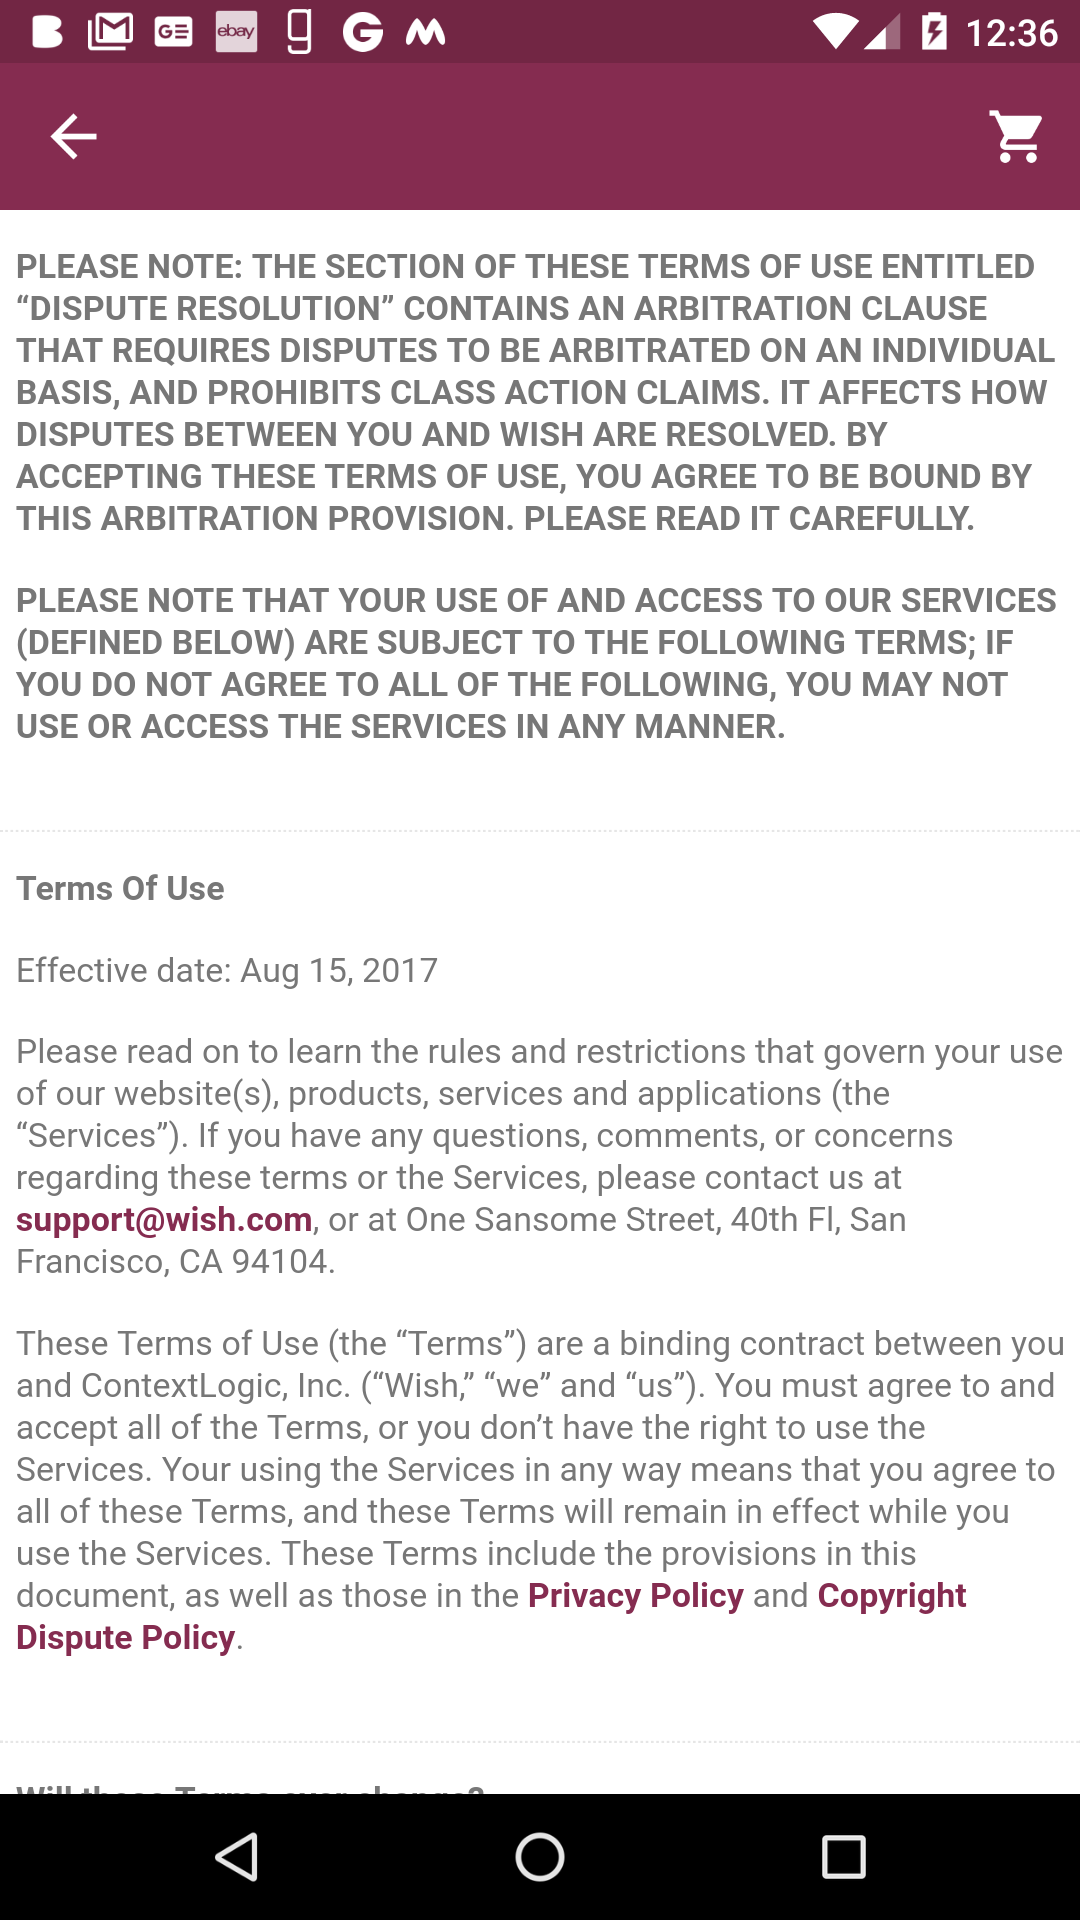 ebay
12:36
PLEASE NOTE: THE SECTION OF THESE TERMS OF USE ENTITLED
“DISPUTE RESOLUTION” CONTAINS AN ARBITRATION CLAUSE
THAT REQUIRES DISPUTES TO BE ARBITRATED ON AN INDIVIDUAL
BASIS, AND PROHIBITS CLASS ACTION CLAIMS. IT AFFECTS HOW
DISPUTES BETWEEN YOU AND WISH ARE RESOLVED. BY
ACCEPTING THESE TERMS OF USE, YOU AGREE TO BE BOUND BY
THIS ARBITRATION PROVISION. PLEASE READ IT CAREFULLY.
PLEASE NOTE THAT YOUR USE OF AND ACCESS TO OUR SERVICES
(DEFINED BELOW) ARE SUBJECT TO THE FOLLOWING TERMS; IF
YOU DO NOT AGREE TO ALL OF THE FOLLOWING, YOU MAY NOT
USE OR ACCESS THE SERVICES IN ANY MANNER.
Terms Of Use
Effective date: Aug 15, 2017
Please read on to learn the rules and restrictions that govern your use
of our website(s), products, services and applications (the
“Services”). If you have any questions, comments, or concerns
regarding these terms or the Services, please contact us at
support@wish.com, or at One Sansome Street, 40th Fl, San
Francisco, CA 94104.
These Terms of Use (the “Terms”) are a binding contract between you
and ContextLogic, Inc. (“Wish,” “we” and “us”). You must agree to and
accept all of the Terms, or you don’t have the right to use the
Services. Your using the Services in any way means that you agree to
all of these Terms, and these Terms will remain in effect while you
use the Services. These Terms include the provisions in this
document, as well as those in the Privacy Policy and Copyright
Dispute Policy.
Will these Terms ever change?